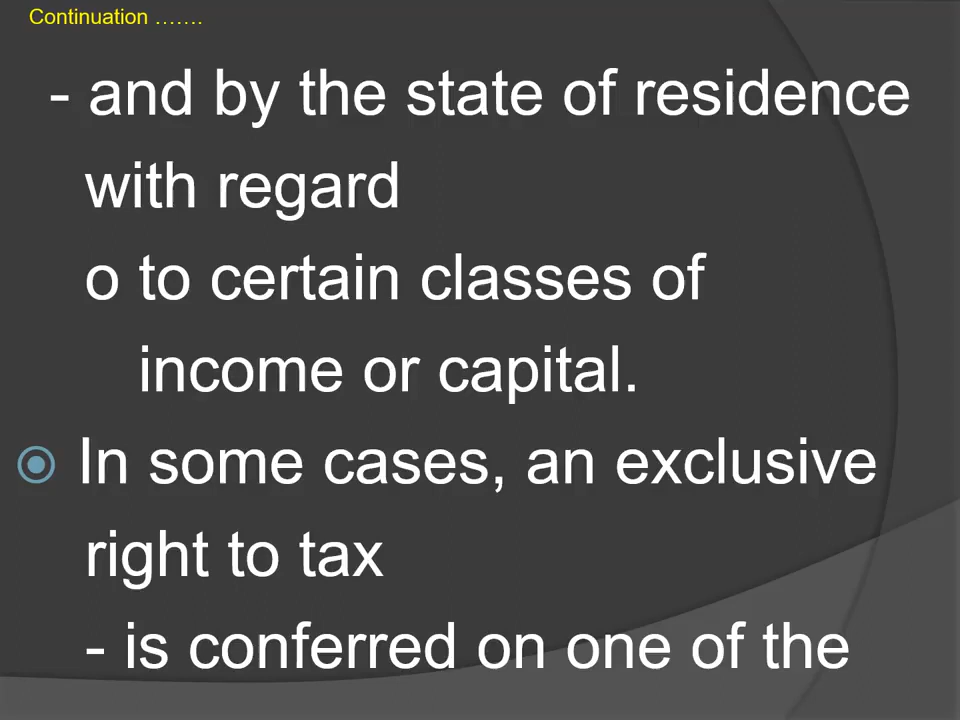 Continuation …….
- and by the state of residence
with regard
o to certain classes of
income or capital.
In some cases, an exclusive
right to tax
- is conferred on one of the